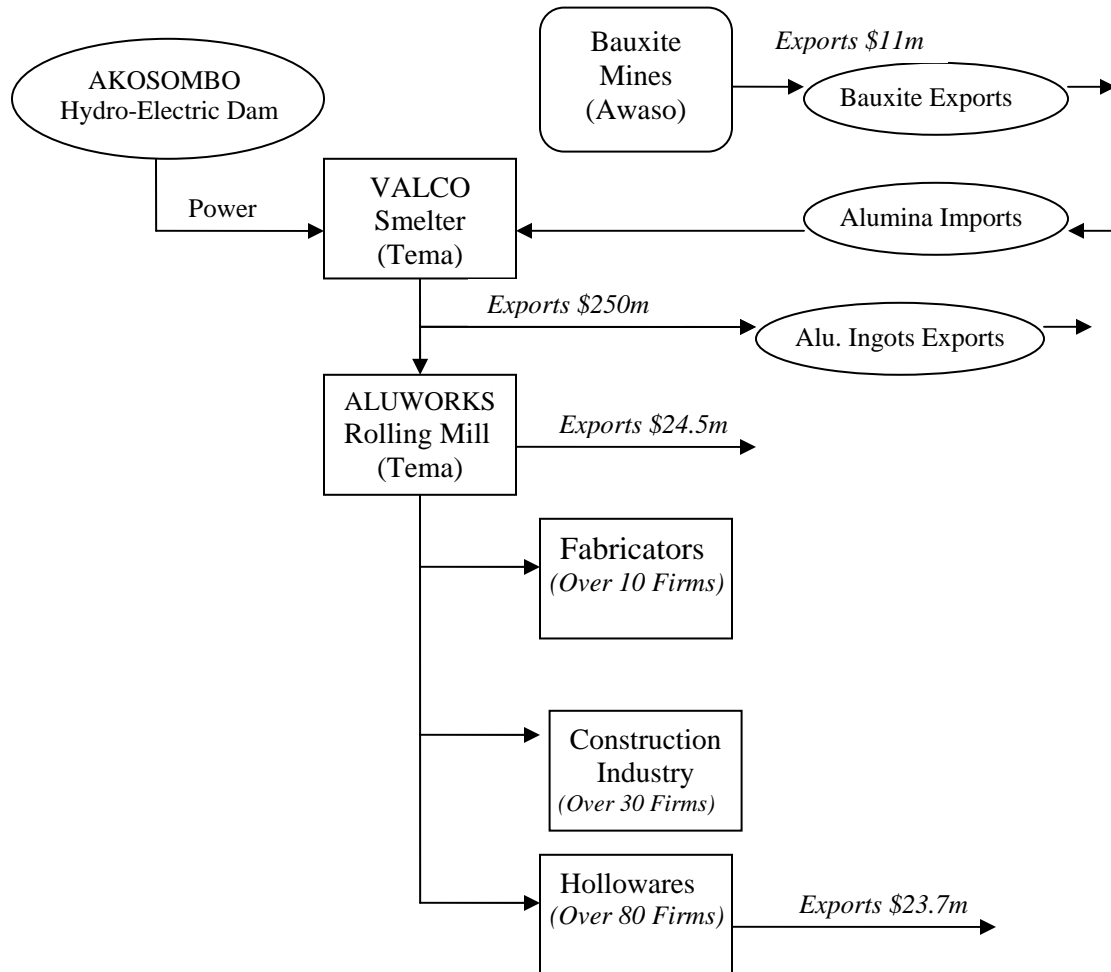 AKOSOMBO
Hydro-Electric Dam
Bauxite
Mines
(Awaso)
Exports $11m
Bauxite Exports
Power
VALCO
Smelter
(Tema)
Alumina Imports
Exports $250m
Alu. Ingots Exports
ALUWORKS
Rolling Mill
(Tema)
Exports $24.5m
Fabricators
(Over 10 Firms)
Construction
Industry
(Over 30 Firms)
Hollowares
(Over 80 Firms)
Exports $23.7m